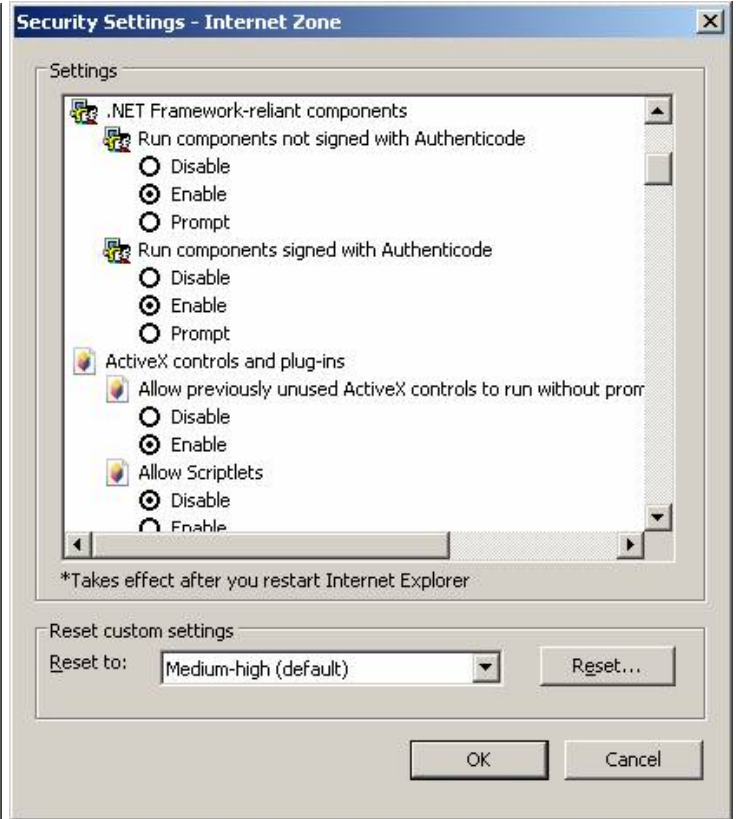 Security Settings - Internet Zone
Settings
.NET Framework-reliant components
Run components not signed with Authenticode
Disable
Enable
Prompt
Run components signed with Authenticode
Disable
Enable
Prompt
ActiveX controls and plug-ins
Allow previously unused ActiveX controls to run without prom
Disable
Enable
Allow Scriptlets
Disable
Enable
*Takes effect after you restart Internet Explorer
Reset custom settings
Reset to: Medium-high (default) Reset...
OK Cancel